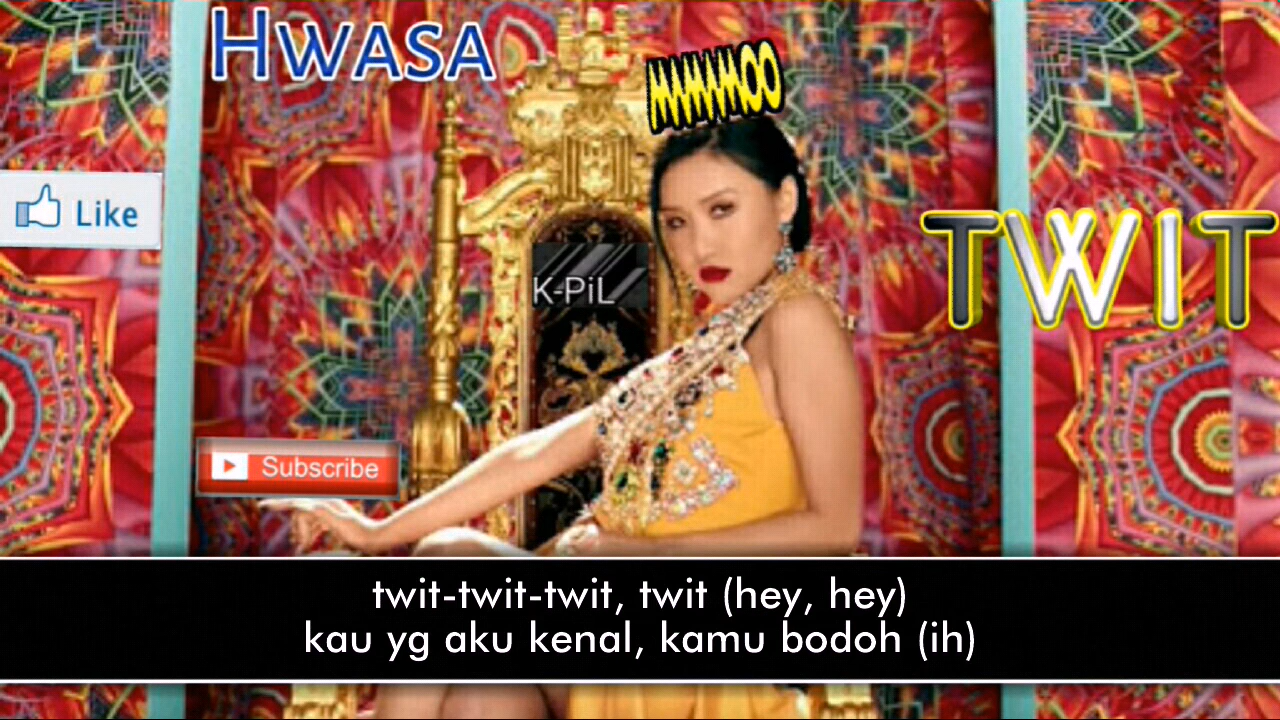 HWASA
MAMAMOO
Like
TWIT
K-PiL
Subscribe
twit-twit-twit, twit (hey, hey)
kau yg aku kenal, kamu bodoh (ih)